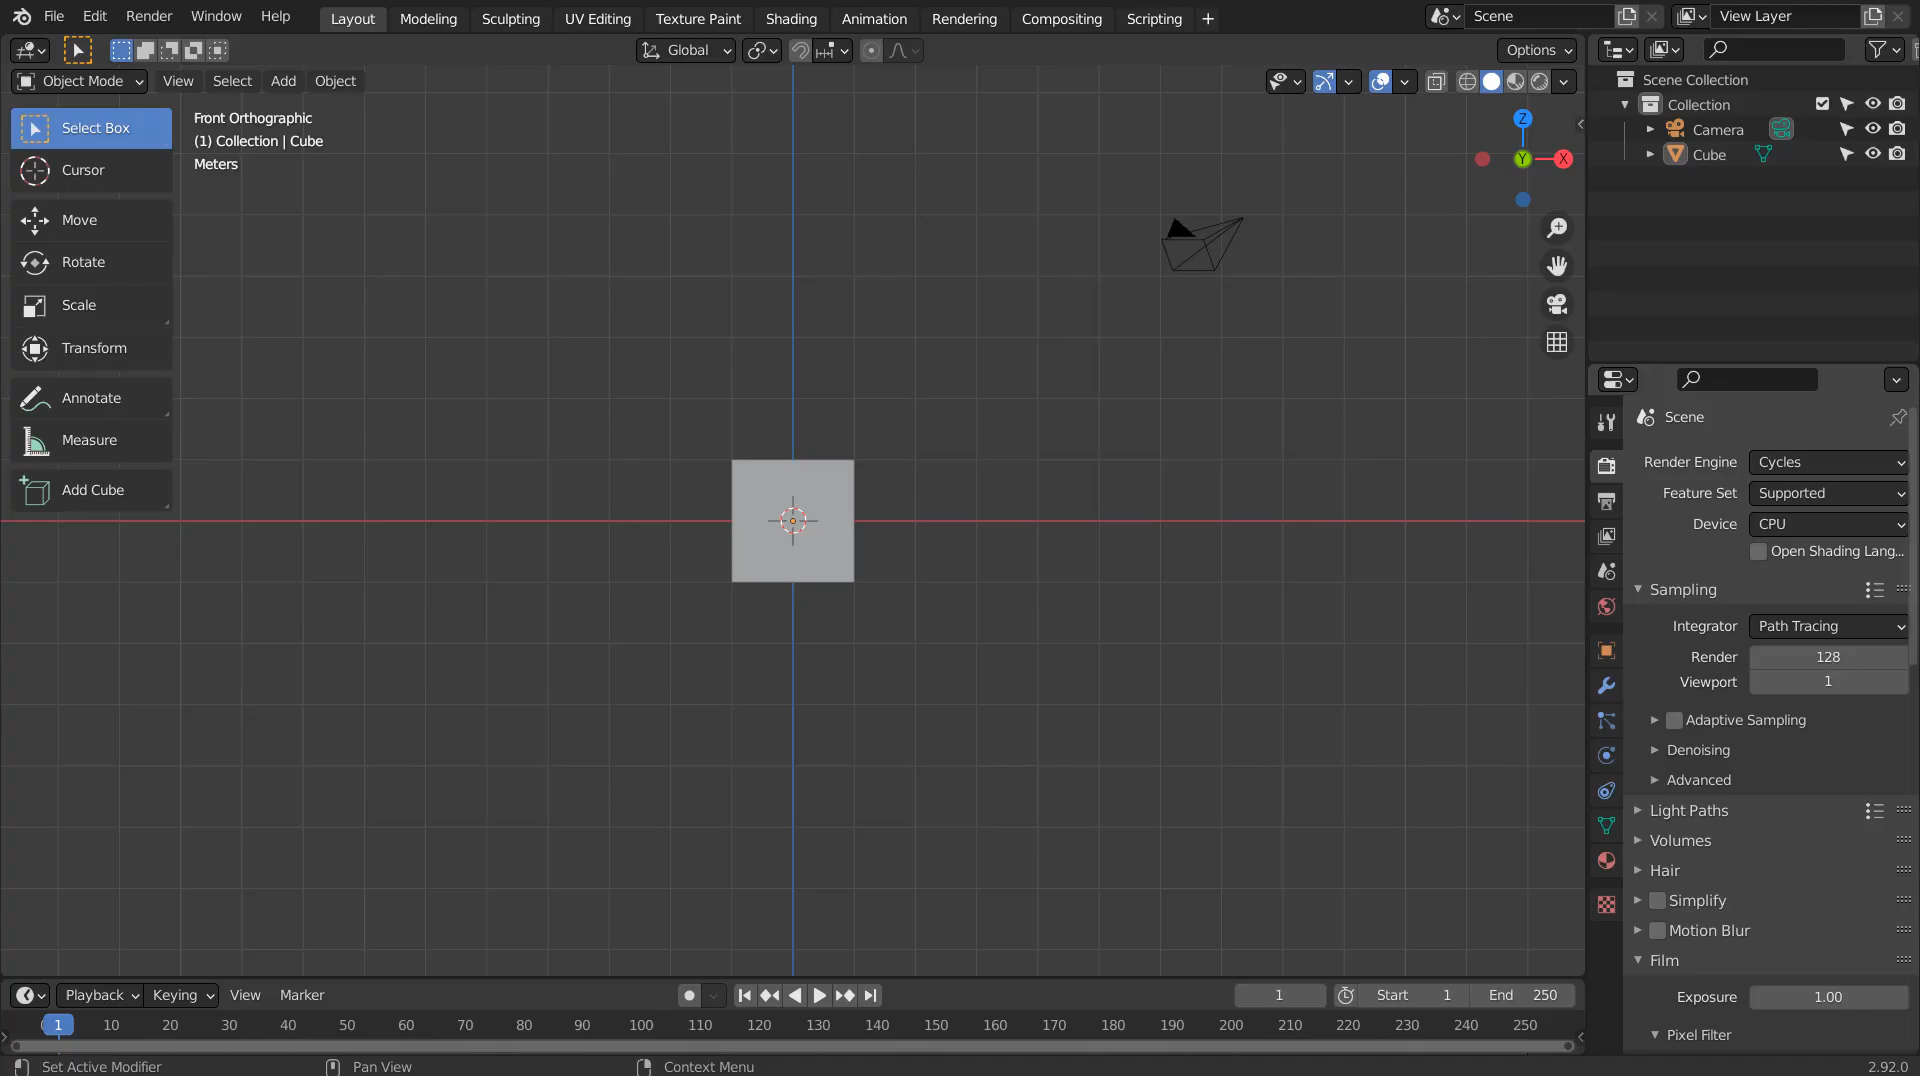 File Edit Render Window Help Layout Modeling Sculpting UV Editing Texture Paint Shading Animation Rendering Compositing Scripting + Scene View Layer
Global Options
Object Mode View Select Add Object
Select Box
Cursor
Move
Rotate
Scale
Transform
Annotate
Measure
Add Cube
Front Orthographic
(1) Collection | Cube
Meters
Z
Y
X
Scene Collection
Collection
Camera
Cube
Scene
Render Engine Cycles
Feature Set Supported
Device CPU
Open Shading Lang...
Sampling
Integrator Path Tracing
Render 128
Viewport 1
Adaptive Sampling
Denoising
Advanced
Light Paths
Volumes
Hair
Simplify
Motion Blur
Film
Exposure 1.00
Pixel Filter
Playback Keying View Marker 1 Start 1 End 250
1 10 20 30 40 50 60 70 80 90 100 110 120 130 140 150 160 170 180 190 200 210 220 230 240 250
Set Active Modifier Pan View Context Menu 2.92.0